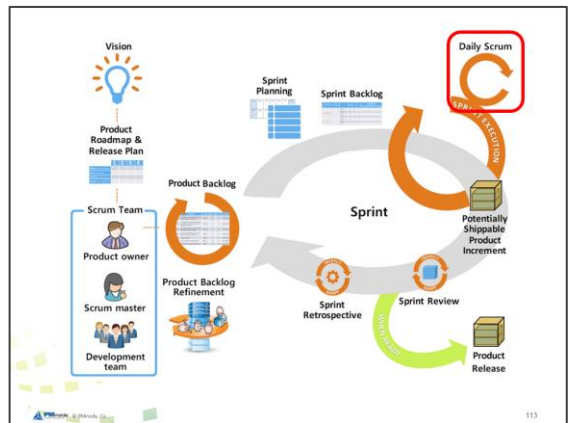 Vision
Product
Roadmap &
Release Plan
Scrum Team
Product owner
Scrum master
Development
team
Product Backlog
Product Backlog
Refinement
Sprint
Planning
Sprint Backlog
Daily Scrum
SPRINT EXECUTION
Sprint
Potentially
Shippable
Product
Increment
Sprint
Retrospective
Sprint Review
WHEN READY
Product
Release
113